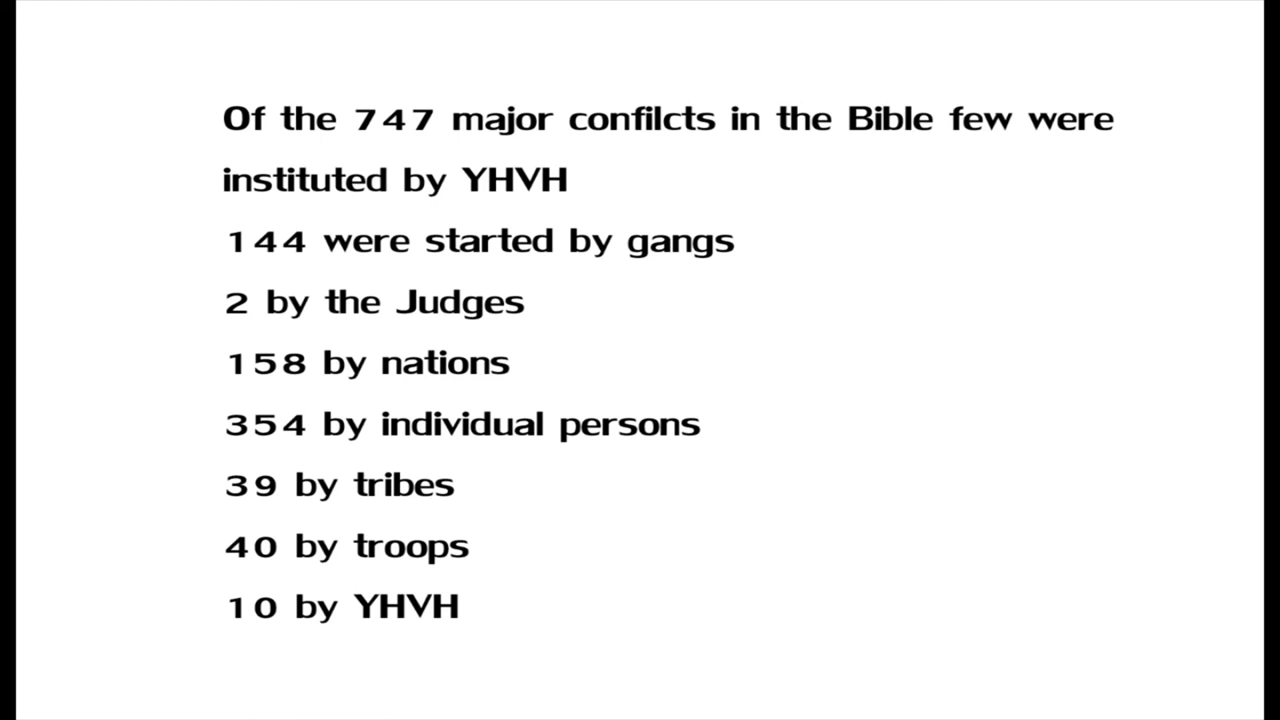 Of the 747 major confilcts in the Bible few were
instituted by YHVH
144 were started by gangs
2 by the Judges
158 by nations
354 by individual persons
39 by tribes
40 by troops
10 by YHVH